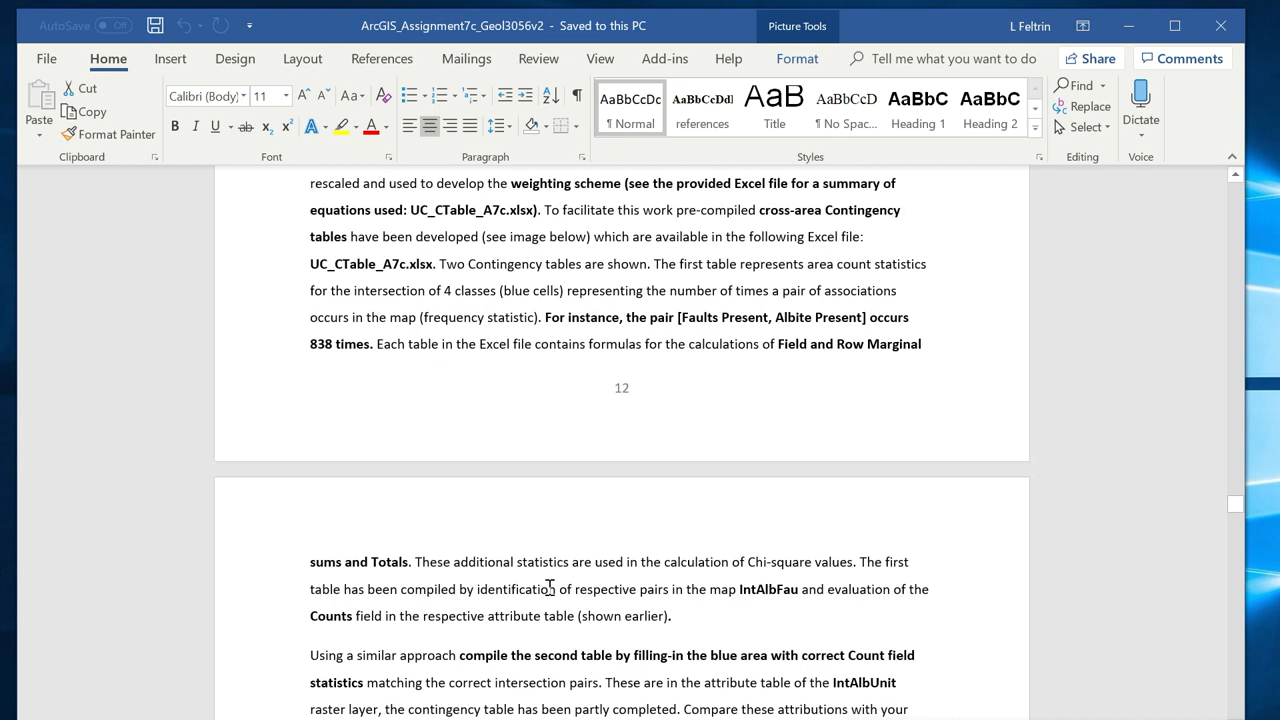 AutoSave Off ArcGIS_Assignment7c_Geol3056v2 - Saved to this PC Picture Tools L Feltrin
File Home Insert Design Layout References Mailings Review View Add-ins Help Format Tell me what you want to do Share Comments
Paste Cut Copy Format Painter
Calibri (Body) 11 Aa
B I U ab x₂ x² A A
AaBbCcDc AaBbCcDdI AaB AaBbCcD AaBbC AaBbC
¶ Normal references Title ¶ No Spac... Heading 1 Heading 2
Find Replace Select Dictate
Clipboard Font Paragraph Styles Editing Voice
rescaled and used to develop the weighting scheme (see the provided Excel file for a summary of
equations used: UC_CTable_A7c.xlsx). To facilitate this work pre-compiled cross-area Contingency
tables have been developed (see image below) which are available in the following Excel file:
UC_CTable_A7c.xlsx. Two Contingency tables are shown. The first table represents area count statistics
for the intersection of 4 classes (blue cells) representing the number of times a pair of associations
occurs in the map (frequency statistic). For instance, the pair [Faults Present, Albite Present] occurs
838 times. Each table in the Excel file contains formulas for the calculations of Field and Row Marginal
12
sums and Totals. These additional statistics are used in the calculation of Chi-square values. The first
table has been compiled by identification of respective pairs in the map IntAlbFau and evaluation of the
Counts field in the respective attribute table (shown earlier).
Using a similar approach compile the second table by filling-in the blue area with correct Count field
statistics matching the correct intersection pairs. These are in the attribute table of the IntAlbUnit
raster layer, the contingency table has been partly completed. Compare these attributions with your